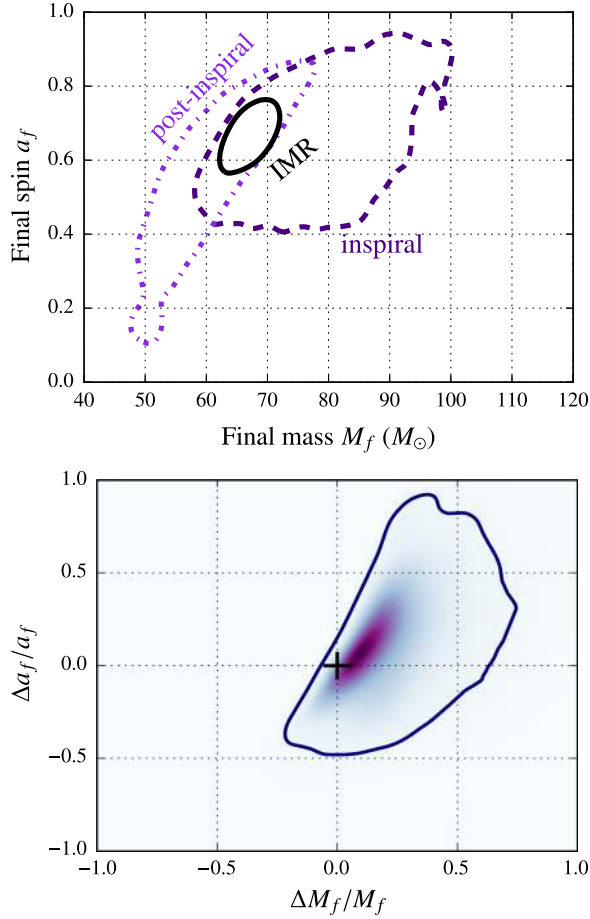 1.0
0.8
0.6
0.4
0.2
0.0
Final spin a_f
post-inspiral
IMR
inspiral
40 50 60 70 80 90 100 110 120
Final mass M_f (M_⊙)
1.0
0.5
0.0
−0.5
−1.0
Δa_f/a_f
−1.0 −0.5 0.0 0.5 1.0
ΔM_f/M_f